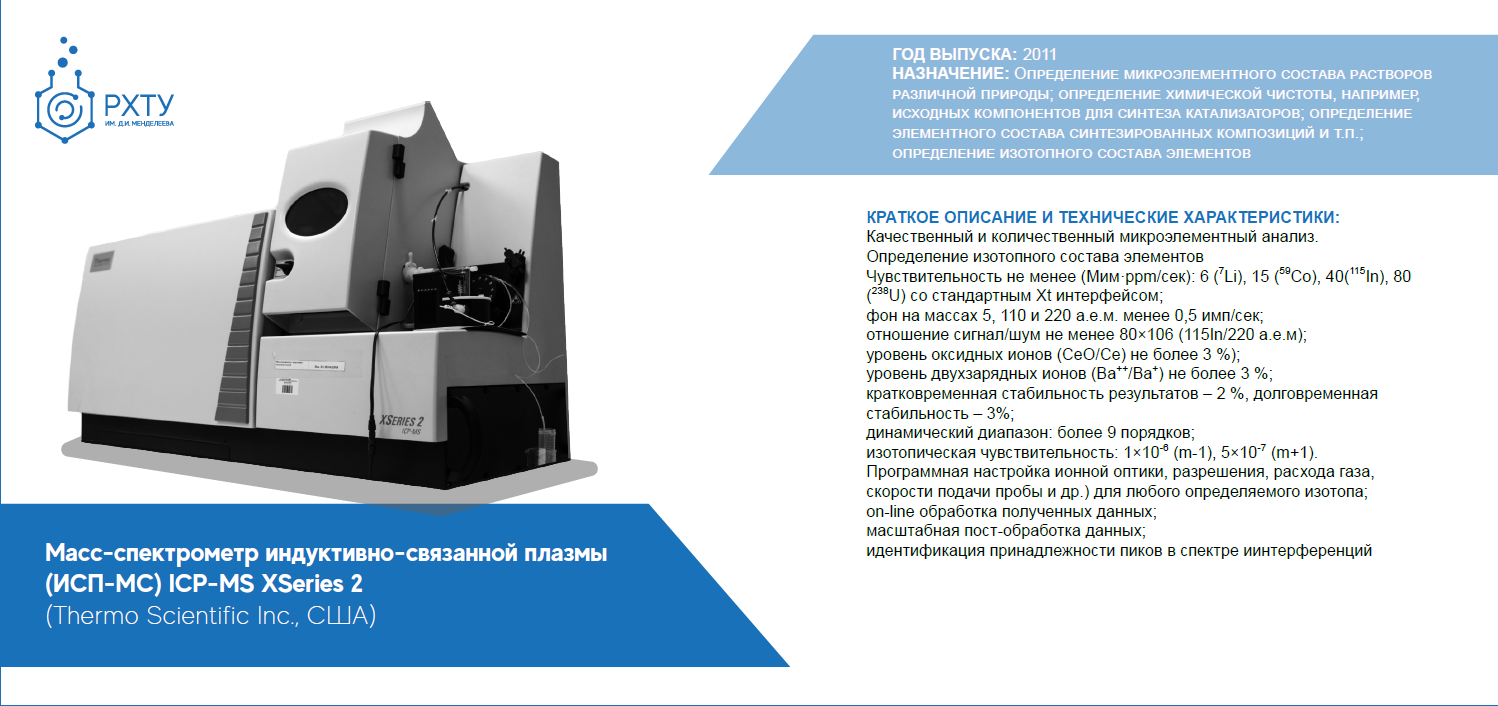 РХТУ
ИМ. Д.И. МЕНДЕЛЕЕВА
XSERIES 2
ICP-MS
Масс-спектрометр индуктивно-связанной плазмы
(ИСП-МС) ICP-MS XSeries 2
(Thermo Scientific Inc., США)
ГОД ВЫПУСКА: 2011
НАЗНАЧЕНИЕ: ОПРЕДЕЛЕНИЕ МИКРОЭЛЕМЕНТНОГО СОСТАВА РАСТВОРОВ
РАЗЛИЧНОЙ ПРИРОДЫ; ОПРЕДЕЛЕНИЕ ХИМИЧЕСКОЙ ЧИСТОТЫ, НАПРИМЕР,
ИСХОДНЫХ КОМПОНЕНТОВ ДЛЯ СИНТЕЗА КАТАЛИЗАТОРОВ; ОПРЕДЕЛЕНИЕ
ЭЛЕМЕНТНОГО СОСТАВА СИНТЕЗИРОВАННЫХ КОМПОЗИЦИЙ И Т.П.;
ОПРЕДЕЛЕНИЕ ИЗОТОПНОГО СОСТАВА ЭЛЕМЕНТОВ
КРАТКОЕ ОПИСАНИЕ И ТЕХНИЧЕСКИЕ ХАРАКТЕРИСТИКИ:
Качественный и количественный микроэлементный анализ.
Определение изотопного состава элементов
Чувствительность не менее (Мим·ppm/сек): 6 (⁷Li), 15 (⁵⁹Co), 40(¹¹⁵In), 80
(²³⁸U) со стандартным Xt интерфейсом;
фон на массах 5, 110 и 220 а.е.м. менее 0,5 имп/сек;
отношение сигнал/шум не менее 80×106 (115In/220 а.е.м);
уровень оксидных ионов (CeO/Ce) не более 3 %);
уровень двухзарядных ионов (Ba⁺⁺/Ba⁺) не более 3 %;
кратковременная стабильность результатов – 2 %, долговременная
стабильность – 3%;
динамический диапазон: более 9 порядков;
изотопическая чувствительность: 1×10⁻⁶ (m-1), 5×10⁻⁷ (m+1).
Программная настройка ионной оптики, разрешения, расхода газа,
скорости подачи пробы и др.) для любого определяемого изотопа;
on-line обработка полученных данных;
масштабная пост-обработка данных;
идентификация принадлежности пиков в спектре иинтерференций